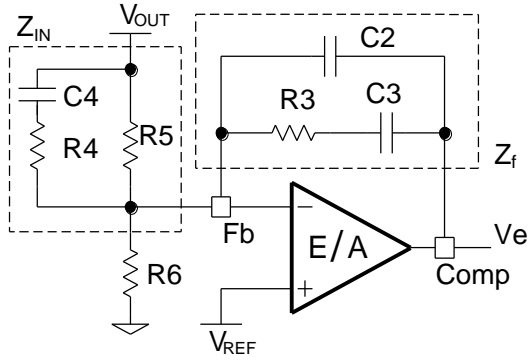 Z_IN
V_OUT
C2
C4
R3
C3
R4
R5
Z_f
Fb
E/A
Ve
R6
Comp
V_REF
−
+